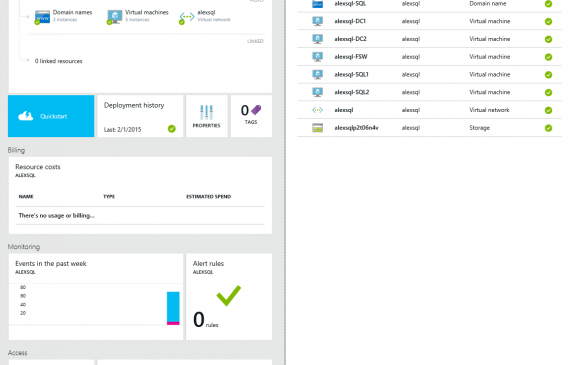 Domain names
3 instances
Virtual machines
5 instances
alexsql
Virtual network
LINKED
0 linked resources
Quickstart
Deployment history
Last: 2/1/2015
PROPERTIES
0
TAGS
Billing
Resource costs
ALEXSQL
NAME TYPE ESTIMATED SPEND
There's no usage or billing...
Monitoring
Events in the past week
ALEXSQL
80
60
40
20
Alert rules
ALEXSQL
0 rules
Access
alexsql-SQL alexsql Domain name
alexsql-DC1 alexsql Virtual machine
alexsql-DC2 alexsql Virtual machine
alexsql-FSW alexsql Virtual machine
alexsql-SQL1 alexsql Virtual machine
alexsql-SQL2 alexsql Virtual machine
alexsql alexsql Virtual network
alexsqlp2t06n4v alexsql Storage